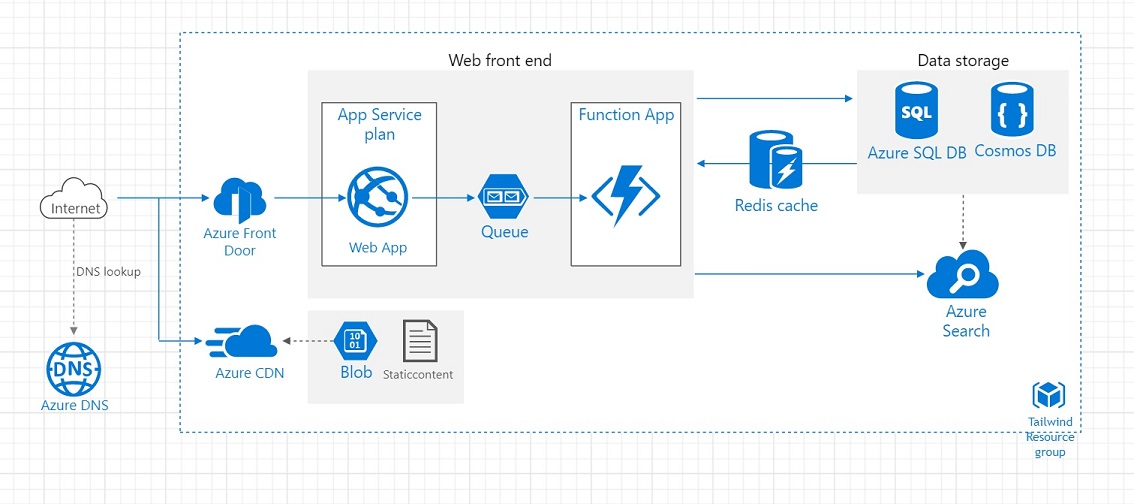 Web front end
Data storage
App Service
plan
Function App
SQL
{ }
Azure SQL DB
Cosmos DB
Internet
Azure Front
Door
Web App
Queue
Redis cache
DNS lookup
Azure
Search
DNS
Azure DNS
Azure CDN
10
01
Blob
Staticcontent
Tailwind
Resource
group